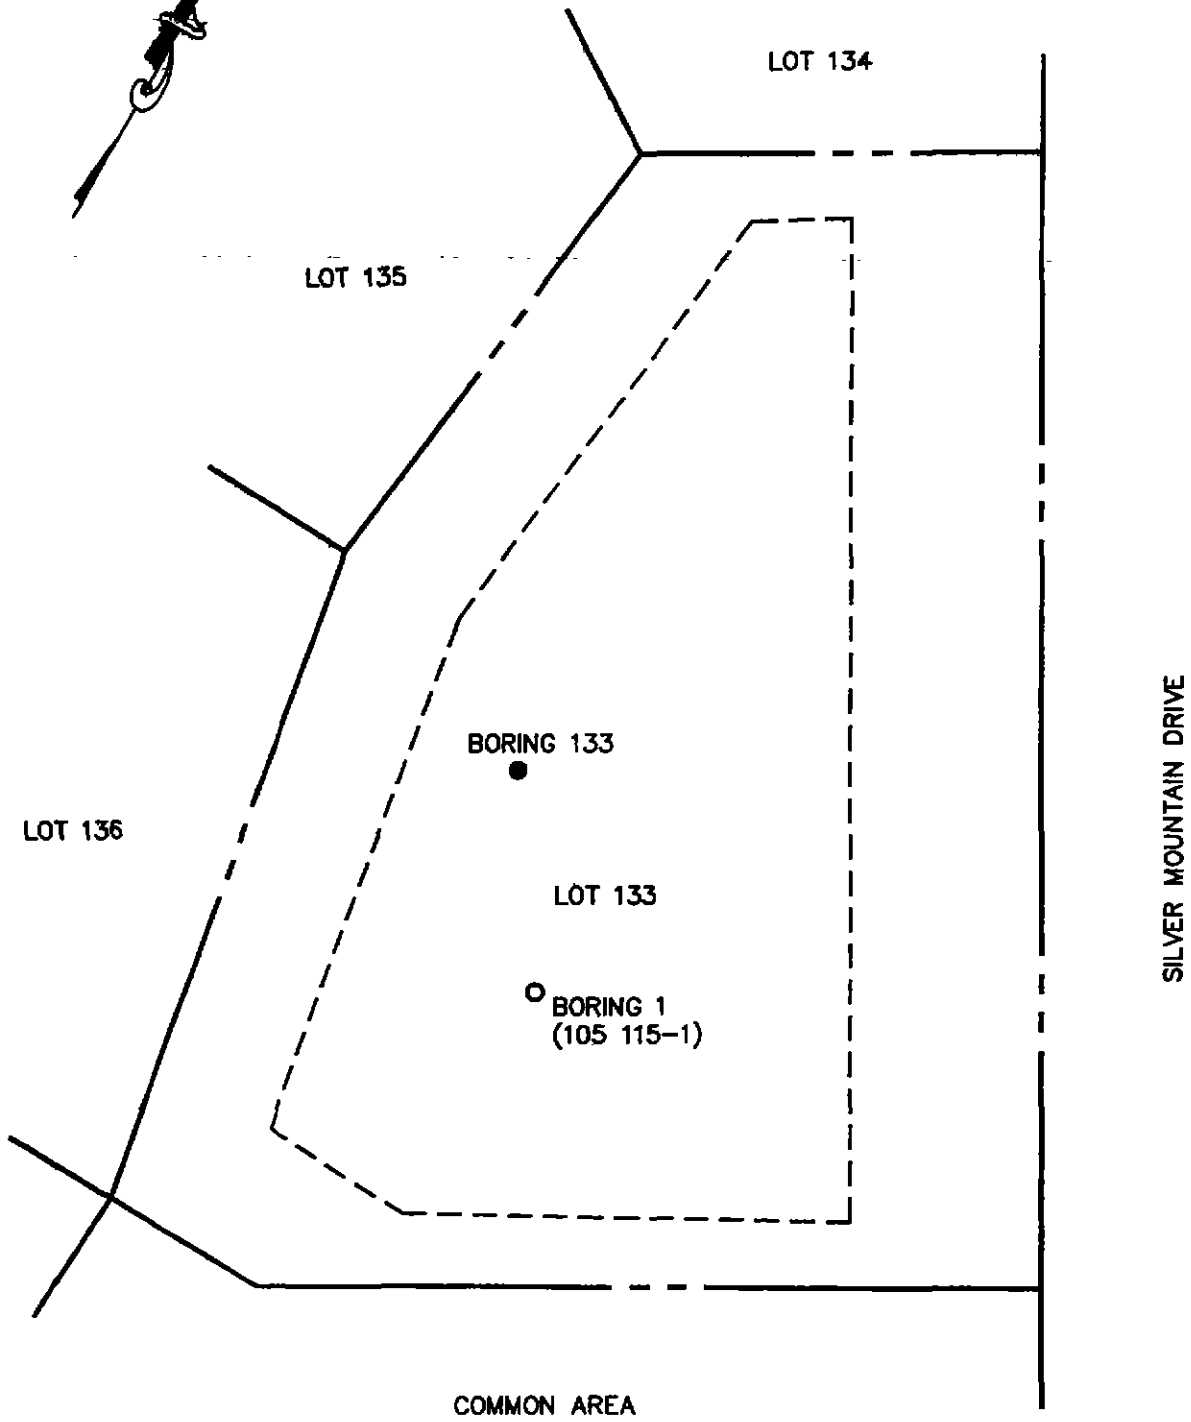 LOT 134
LOT 135
BORING 133
LOT 136
LOT 133
BORING 1
(105 115-1)
SILVER MOUNTAIN DRIVE
COMMON AREA